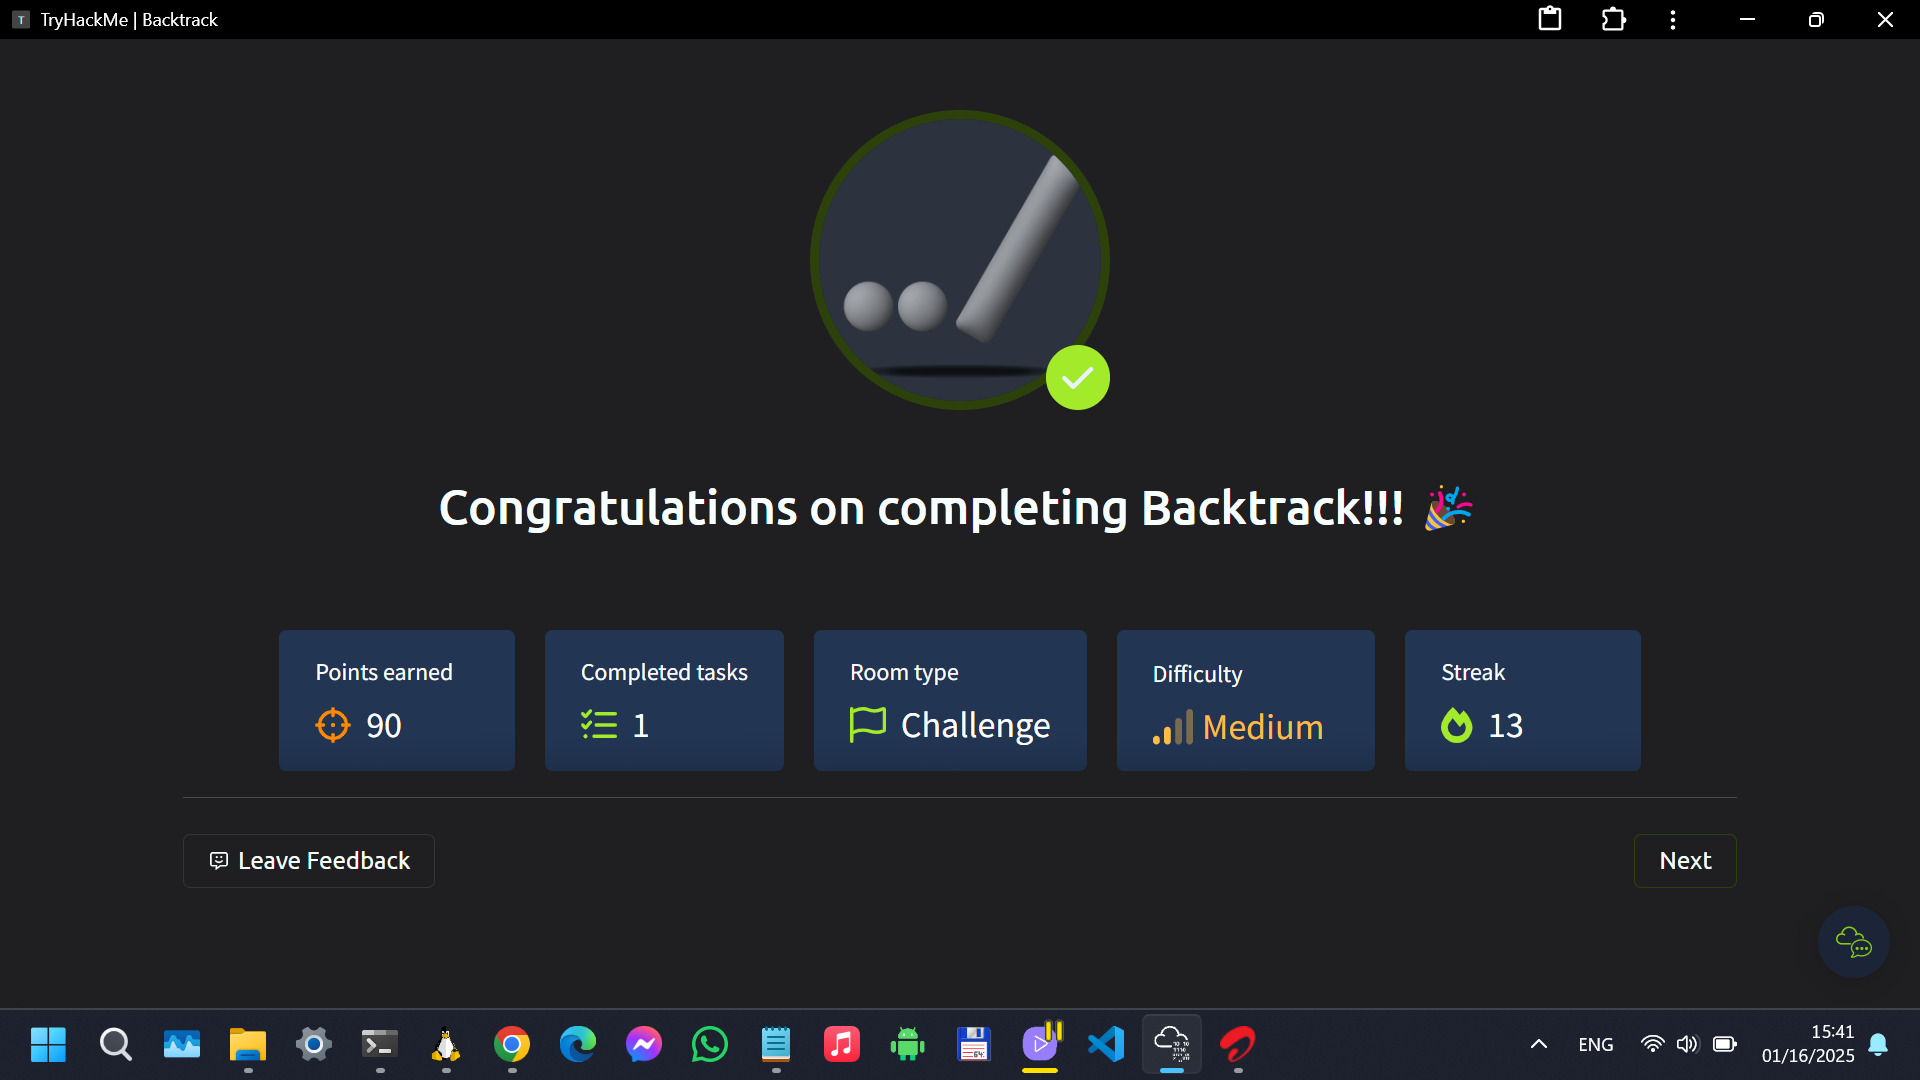 TryHackMe | Backtrack
Congratulations on completing Backtrack!!! 🎉
Points earned
90
Completed tasks
1
Room type
Challenge
Difficulty
Medium
Streak
13
Leave Feedback
Next
ENG
15:41
01/16/2025